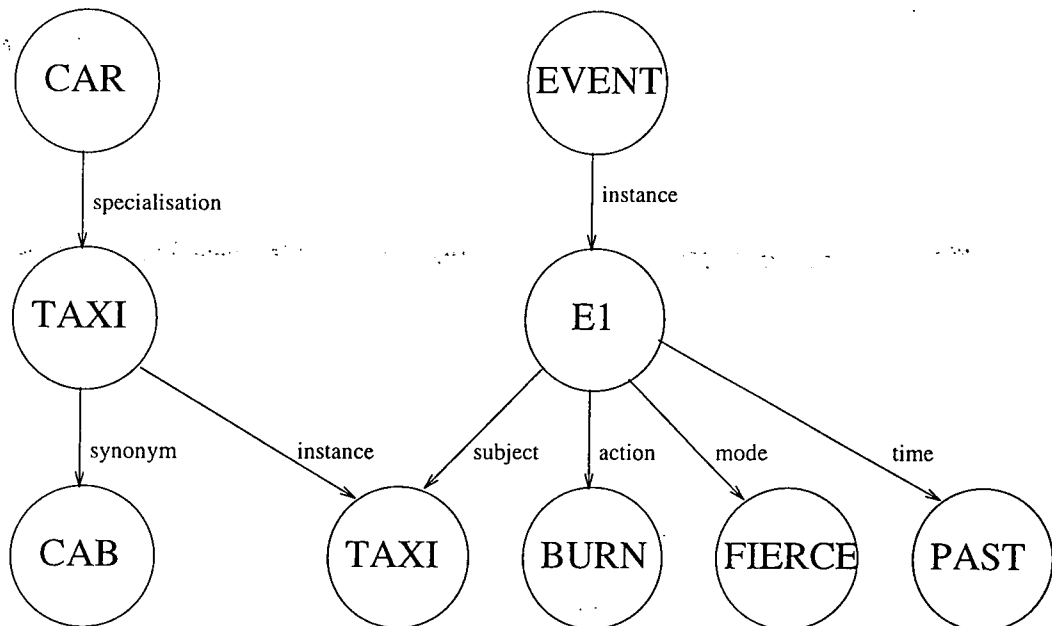 CAR
EVENT
specialisation
instance
TAXI
E1
synonym
instance
subject
action
mode
time
CAB
TAXI
BURN
FIERCE
PAST